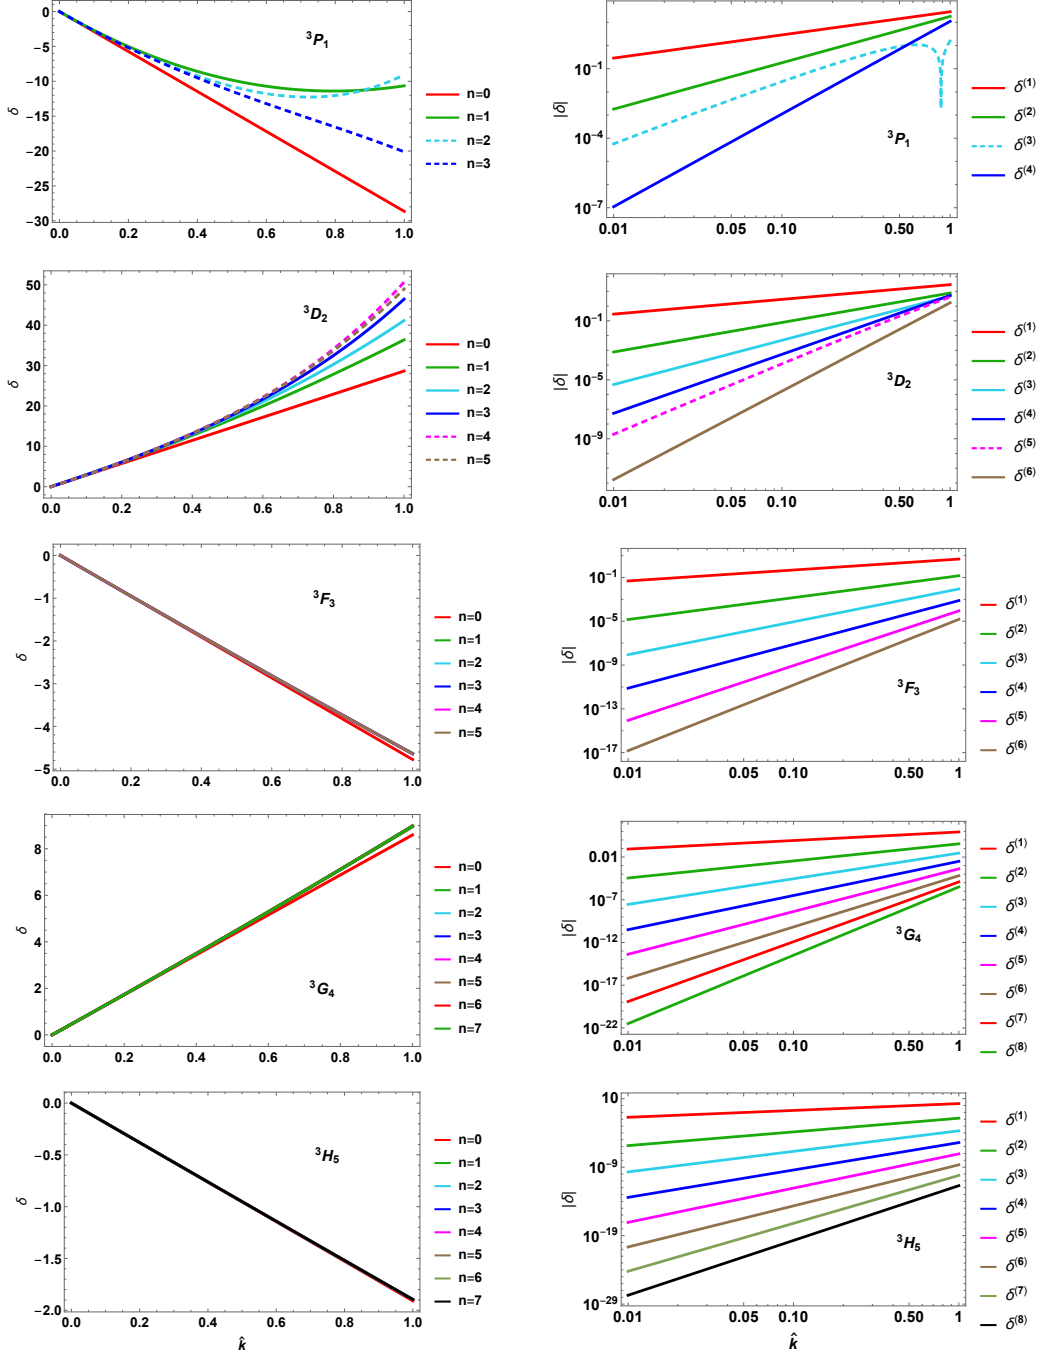 0
−5
−10
−15
−20
−25
−30
δ
0.0 0.2 0.4 0.6 0.8 1.0
³P₁
n=0
n=1
n=2
n=3
10⁻¹
10⁻⁴
10⁻⁷
|δ|
0.01 0.05 0.10 0.50 1
³P₁
δ⁽¹⁾
δ⁽²⁾
δ⁽³⁾
δ⁽⁴⁾
50
40
30
20
10
0
δ
0.0 0.2 0.4 0.6 0.8 1.0
³D₂
n=0
n=1
n=2
n=3
n=4
n=5
10⁻¹
10⁻⁵
10⁻⁹
|δ|
0.01 0.05 0.10 0.50 1
³D₂
δ⁽¹⁾
δ⁽²⁾
δ⁽³⁾
δ⁽⁴⁾
δ⁽⁵⁾
δ⁽⁶⁾
0
−1
−2
−3
−4
−5
δ
0.0 0.2 0.4 0.6 0.8 1.0
³F₃
n=0
n=1
n=2
n=3
n=4
n=5
10⁻¹
10⁻⁵
10⁻⁹
10⁻¹³
10⁻¹⁷
|δ|
0.01 0.05 0.10 0.50 1
³F₃
δ⁽¹⁾
δ⁽²⁾
δ⁽³⁾
δ⁽⁴⁾
δ⁽⁵⁾
δ⁽⁶⁾
8
6
4
2
0
δ
0.0 0.2 0.4 0.6 0.8 1.0
³G₄
n=0
n=1
n=2
n=3
n=4
n=5
n=6
n=7
0.01
10⁻⁷
10⁻¹²
10⁻¹⁷
10⁻²²
|δ|
0.01 0.05 0.10 0.50 1
³G₄
δ⁽¹⁾
δ⁽²⁾
δ⁽³⁾
δ⁽⁴⁾
δ⁽⁵⁾
δ⁽⁶⁾
δ⁽⁷⁾
δ⁽⁸⁾
0.0
−0.5
−1.0
−1.5
−2.0
δ
0.0 0.2 0.4 0.6 0.8 1.0
k̂
³H₅
n=0
n=1
n=2
n=3
n=4
n=5
n=6
n=7
10
10⁻⁹
10⁻¹⁹
10⁻²⁹
|δ|
0.01 0.05 0.10 0.50 1
k̂
³H₅
δ⁽¹⁾
δ⁽²⁾
δ⁽³⁾
δ⁽⁴⁾
δ⁽⁵⁾
δ⁽⁶⁾
δ⁽⁷⁾
δ⁽⁸⁾